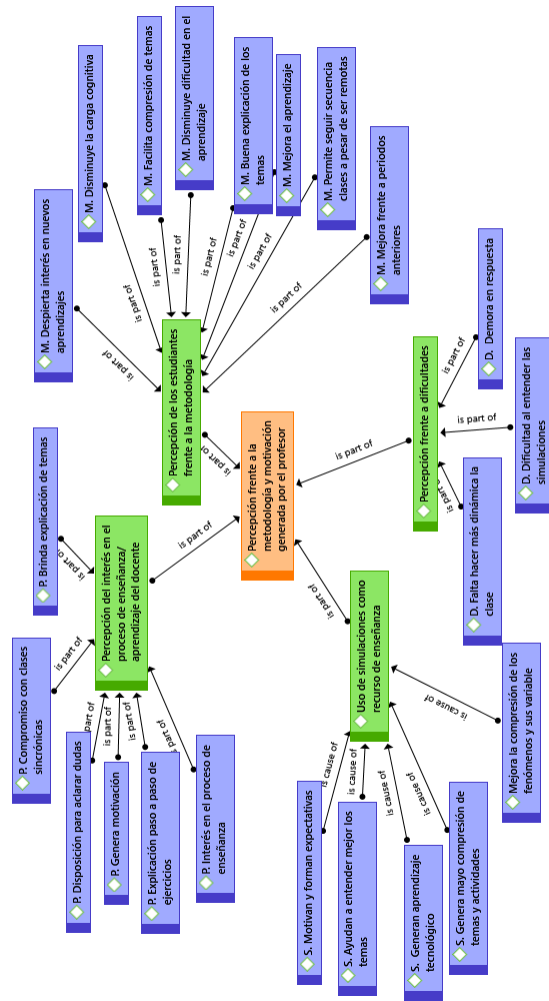 P. Compromiso con clases
sincrónicas
P. Brinda explicación de temas
M. Despierta interés en nuevos
aprendizajes
P. Disposición para aclarar dudas
M. Disminuye la carga cognitiva
P. Genera motivación
M. Facilita compresión de temas
P. Explicación paso a paso de
ejercicios
M. Disminuye dificultad en el
aprendizaje
P. Interés en el proceso de
enseñanza
M. Buena explicación de los
temas
M. Mejora el aprendizaje
M. Permite seguir secuencia
clases a pesar de ser remotas
M. Mejora frente a periodos
anteriores
Percepción del interés en el
proceso de enseñanza/
aprendizaje del docente
Percepción de los estudiantes
frente a la metodología
is part of
is part of
part of
is part of
is part of
is part of
is part of
is part of
is part of
is part of
is part of
is part of
is part of
is part of
is part of
is part of
is part of
Percepción frente a la
metodología y motivación
generada por el profesor
S. Motivan y forman expectativas
S. Ayudan a entender mejor los
temas
S. Generan aprendizaje
tecnológico
S. Genera mayo compresión de
temas y actividades
Mejora la compresión de los
fenómenos y sus variable
is cause of
is cause of
is cause of
is cause of
is cause of
Uso de simulaciones como
recurso de enseñanza
is part of
is part of
Percepción frente a dificultades
is part
is part of
is part of
D. Falta hacer más dinámica la
clase
D. Dificultad al entender las
simulaciones
D. Demora en respuesta